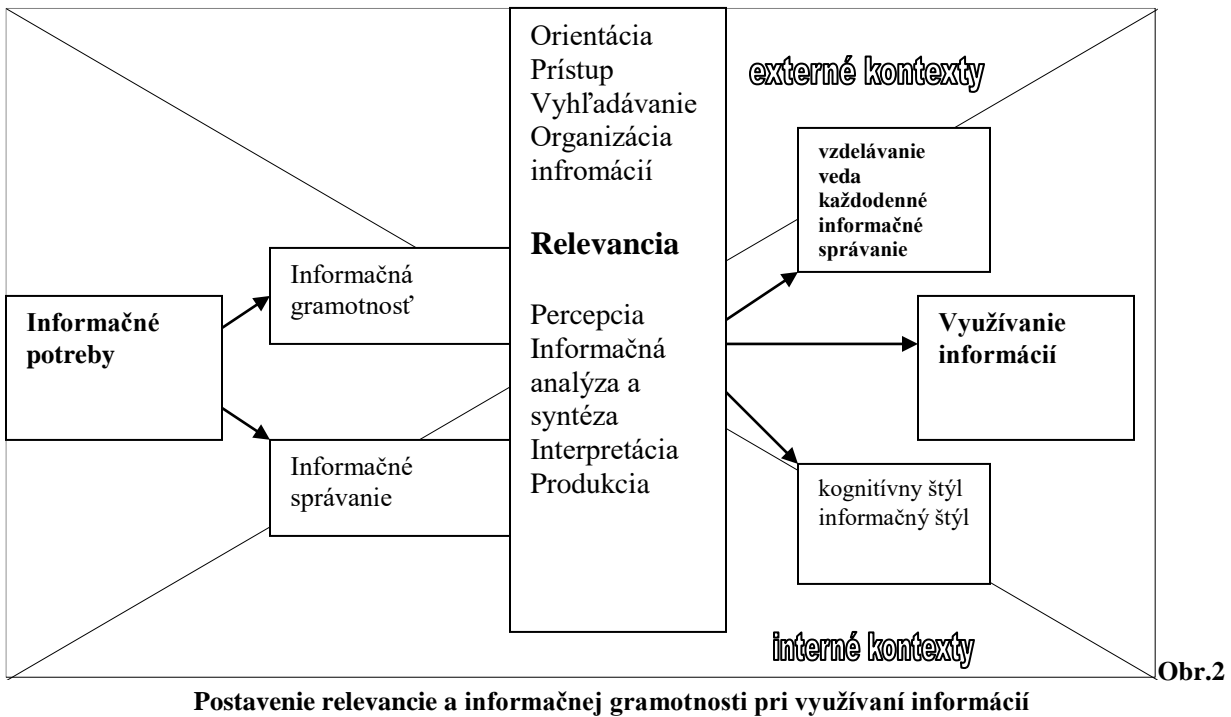 Orientácia
Prístup
Vyhľadávanie
Organizácia
infromácií
Relevancia
Percepcia
Informačná
analýza a
syntéza
Interpretácia
Produkcia
externé kontexty
vzdelávanie
veda
každodenné
informačné
správanie
Informačná
gramotnosť
Informačné
potreby
Využívanie
informácií
Informačné
správanie
kognitívny štýl
informačný štýl
interné kontexty
Obr.2
Postavenie relevancie a informačnej gramotnosti pri využívaní informácií